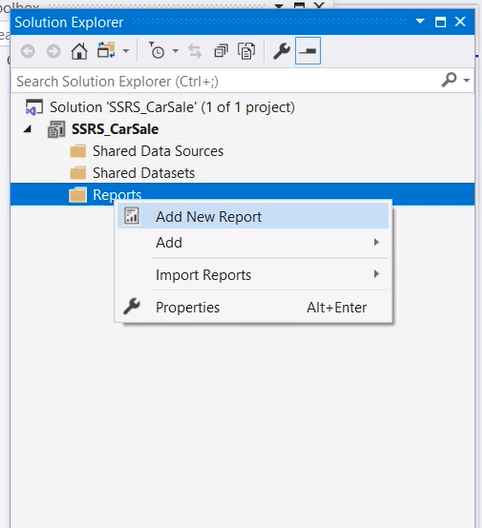 Solution Explorer
Search Solution Explorer (Ctrl+;)
Solution 'SSRS_CarSale' (1 of 1 project)
SSRS_CarSale
Shared Data Sources
Shared Datasets
Reports
Add New Report
Add
Import Reports
Properties Alt+Enter